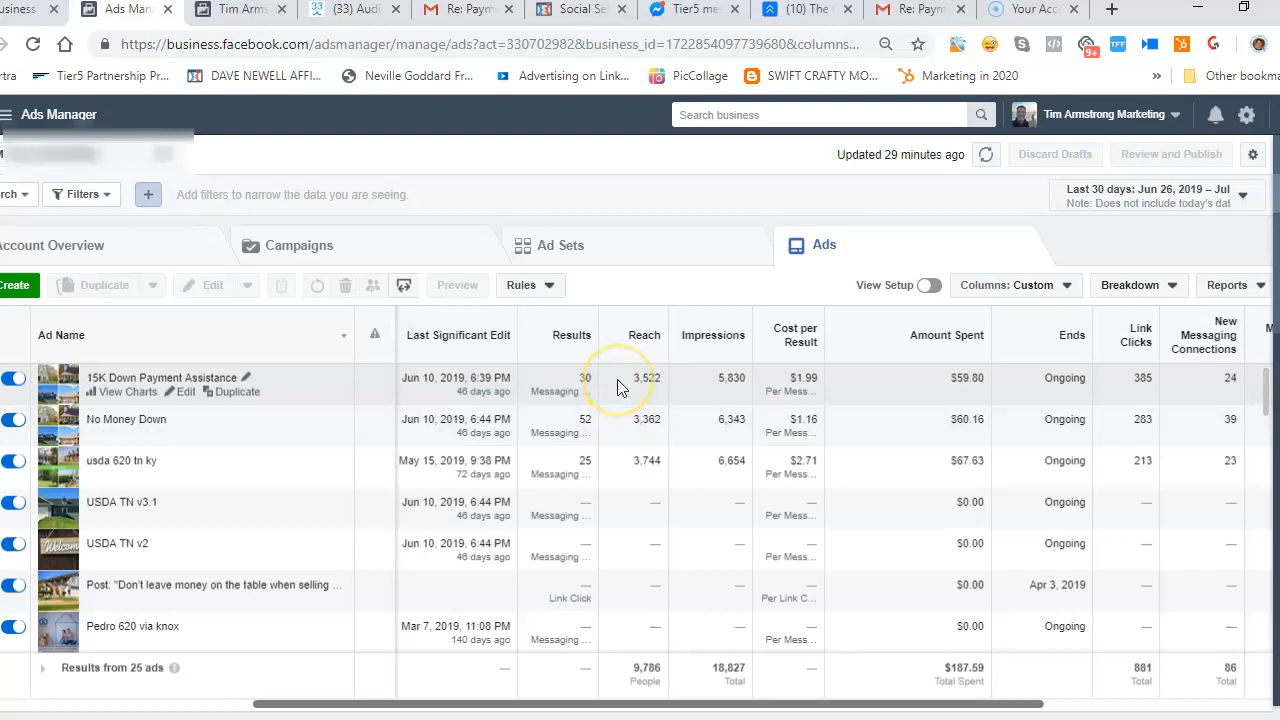 usiness
Ads Mana
Tim Arms
(33) Audi
Re: Paym
Social Se
Tier5 me
(10) The
Re: Paym
Your Acc
https://business.facebook.com/adsmanager/manage/ads?act=330702982&business_id=1722854097739680&columns...
9+
TFF
rtra
Tier5 Partnership Pr...
DAVE NEWELL AFFI...
Neville Goddard Fr...
Advertising on Link...
PicCollage
SWIFT CRAFTY MO...
Marketing in 2020
»
Other bookma
Ads Manager
Search business
Tim Armstrong Marketing
Updated 29 minutes ago
Discard Drafts
Review and Publish
rch
Filters
Add filters to narrow the data you are seeing.
Last 30 days: Jun 26, 2019 – Jul
Note: Does not include today's dat
Account Overview
Campaigns
Ad Sets
Ads
Create
Duplicate
Edit
Preview
Rules
View Setup
Columns: Custom
Breakdown
Reports
Ad Name
Last Significant Edit
Results
Reach
Impressions
Cost per
Result
Amount Spent
Ends
Link
Clicks
New
Messaging
Connections
M
15K Down Payment Assistance
View Charts Edit Duplicate
Jun 10, 2019, 6:39 PM
46 days ago
30
Messaging ...
3,522
5,830
$1.99
Per Mess...
$59.80
Ongoing
385
24
No Money Down
Jun 10, 2019, 6:44 PM
46 days ago
52
Messaging ...
3,362
6,343
$1.16
Per Mess...
$60.16
Ongoing
283
39
usda 620 tn ky
May 15, 2019, 9:38 PM
72 days ago
25
Messaging ...
3,744
6,654
$2.71
Per Mess...
$67.63
Ongoing
213
23
USDA TN v3.1
Jun 10, 2019, 6:44 PM
46 days ago
—
Messaging ...
—
—
—
Per Mess...
$0.00
Ongoing
—
—
USDA TN v2
Jun 10, 2019, 6:44 PM
46 days ago
—
Messaging ...
—
—
—
Per Mess...
$0.00
Ongoing
—
—
Post: "Don't leave money on the table when selling ...
—
Link Click
—
—
—
Per Link C...
$0.00
Apr 3, 2019
—
—
Pedro 620 via knox
Mar 7, 2019, 11:08 PM
140 days ago
—
Messaging ...
—
—
—
Per Mess...
$0.00
Ongoing
—
—
Results from 25 ads
—
—
9,786
People
18,827
Total
—
$187.59
Total Spent
881
Total
86
Total